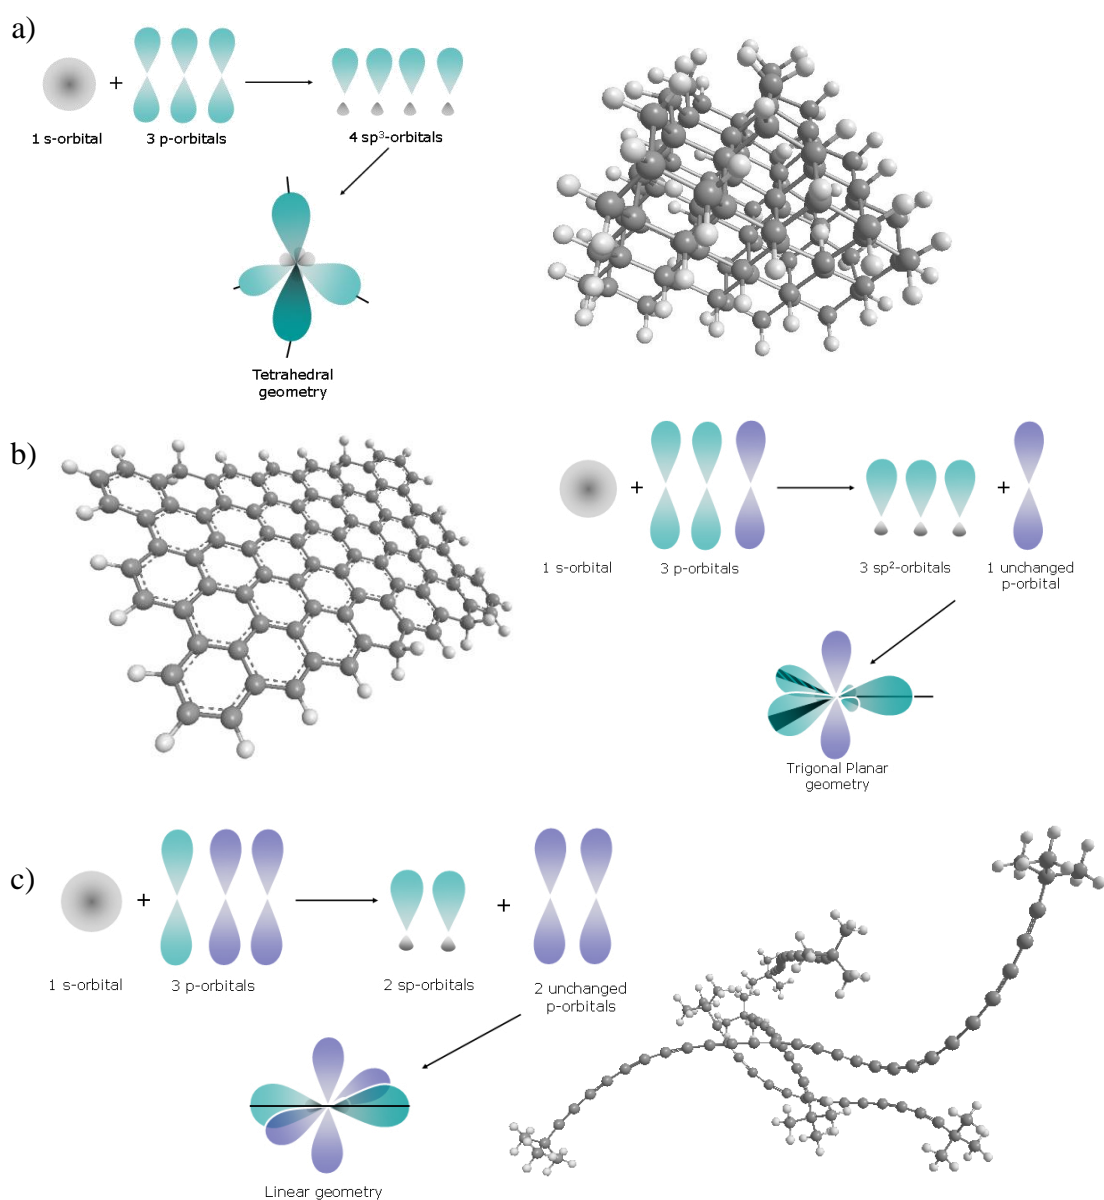 a)
+
1 s-orbital
3 p-orbitals
4 sp³-orbitals
Tetrahedral
geometry
b)
+
+
1 s-orbital
3 p-orbitals
3 sp²-orbitals
1 unchanged
p-orbital
Trigonal Planar
geometry
c)
+
+
1 s-orbital
3 p-orbitals
2 sp-orbitals
2 unchanged
p-orbitals
Linear geometry